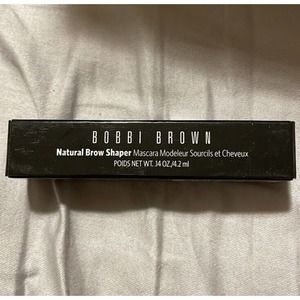 BOBBI BROWN
Natural Brow Shaper Mascara Modeleur Sourcils et Cheveux
POIDS NET WT. .14 OZ./4.2 ml